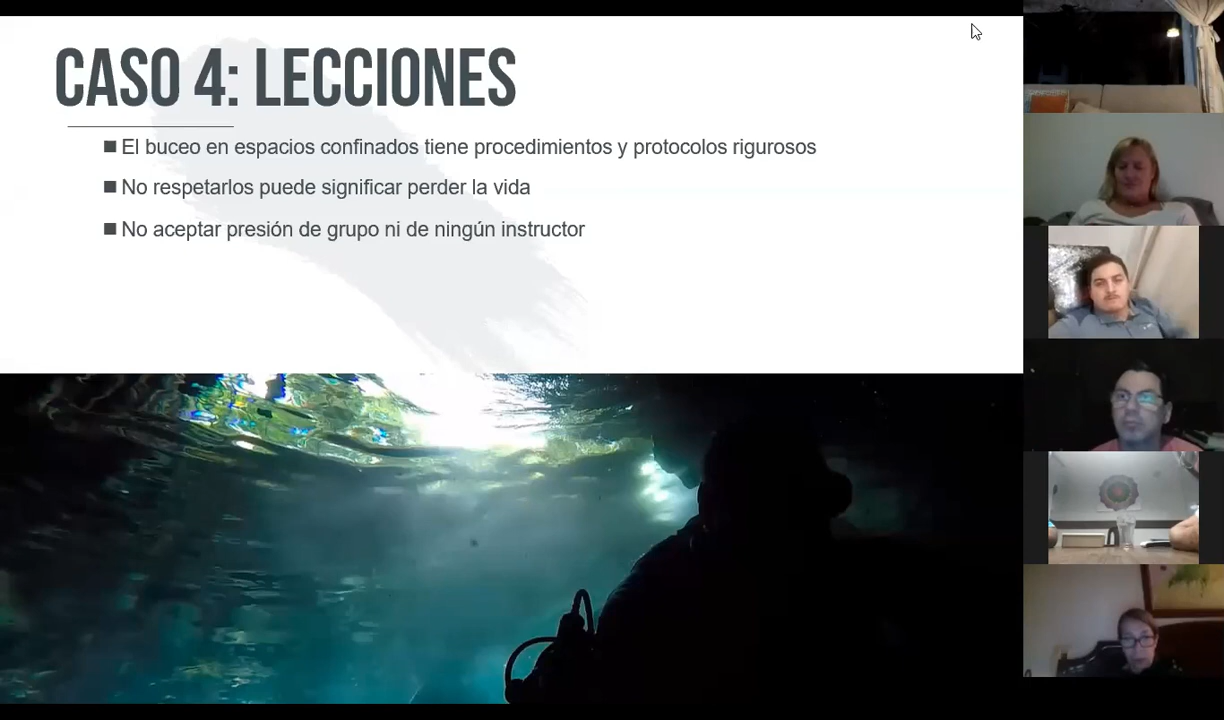 CASO 4: LECCIONES
El buceo en espacios confinados tiene procedimientos y protocolos rigurosos
No respetarlos puede significar perder la vida
No aceptar presión de grupo ni de ningún instructor